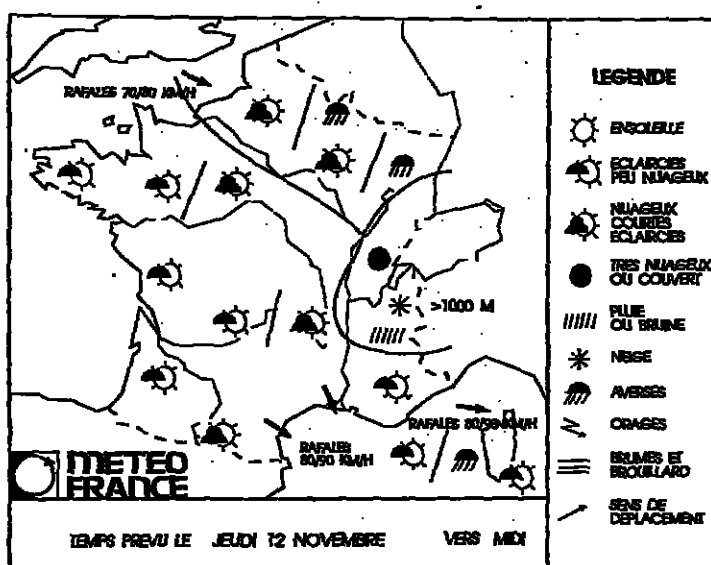 RAFALES 70/80 KM/H
>1000 M
RAFALES 80/90 KM/H
RAFALES
80/90 KM/H
METEO
FRANCE
TEMPS PREVU LE JEUDI 12 NOVEMBRE VERS MIDI
LEGENDE
ENSOLEILLE
ECLAIRCIES
PEU NUAGEUX
NUAGEUX
COURTES
ECLAIRCIES
TRES NUAGEUX
OU COUVERT
PLUIE
OU BRUINE
NEIGE
AVERSES
ORAGES
BRUMES ET
BROUILLARD
SENS DE
DEPLACEMENT